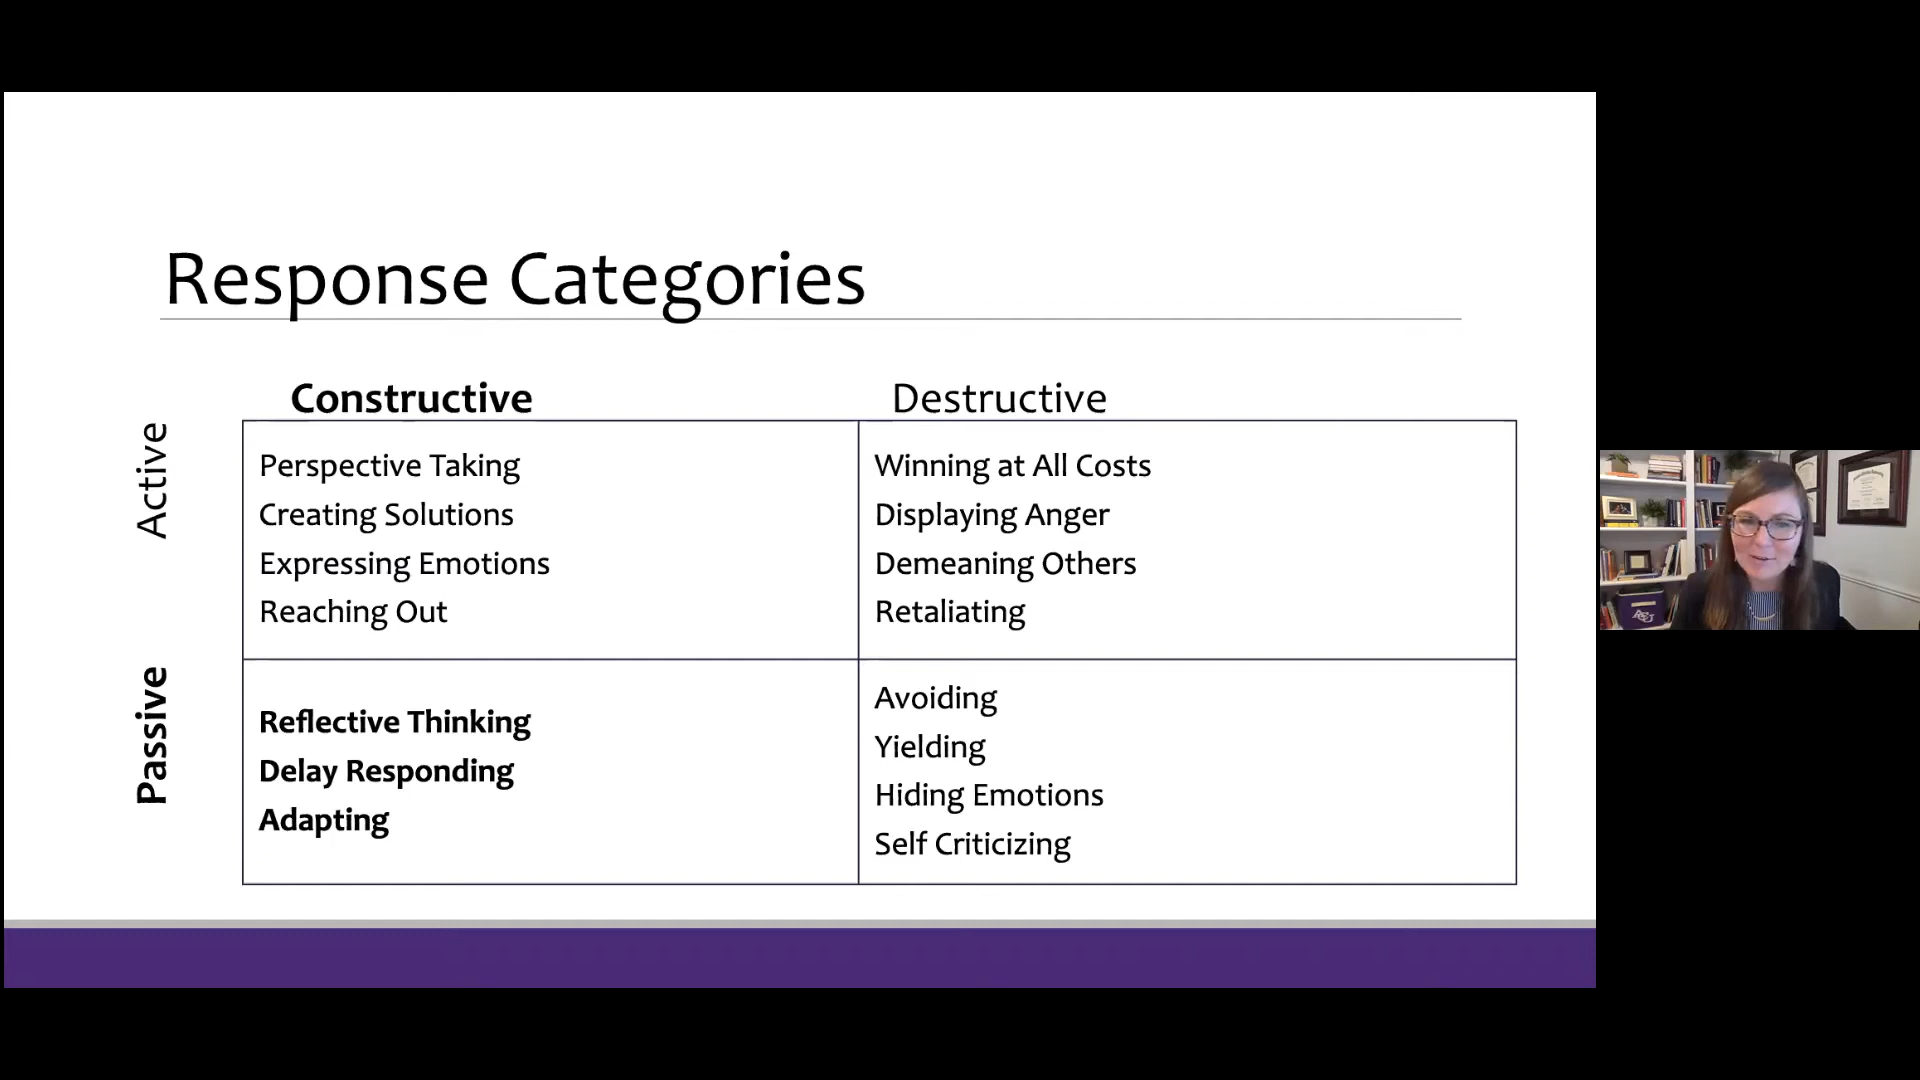 Response Categories
Constructive
Destructive
Active
Perspective Taking
Creating Solutions
Expressing Emotions
Reaching Out
Winning at All Costs
Displaying Anger
Demeaning Others
Retaliating
Passive
Reflective Thinking
Delay Responding
Adapting
Avoiding
Yielding
Hiding Emotions
Self Criticizing
ACU